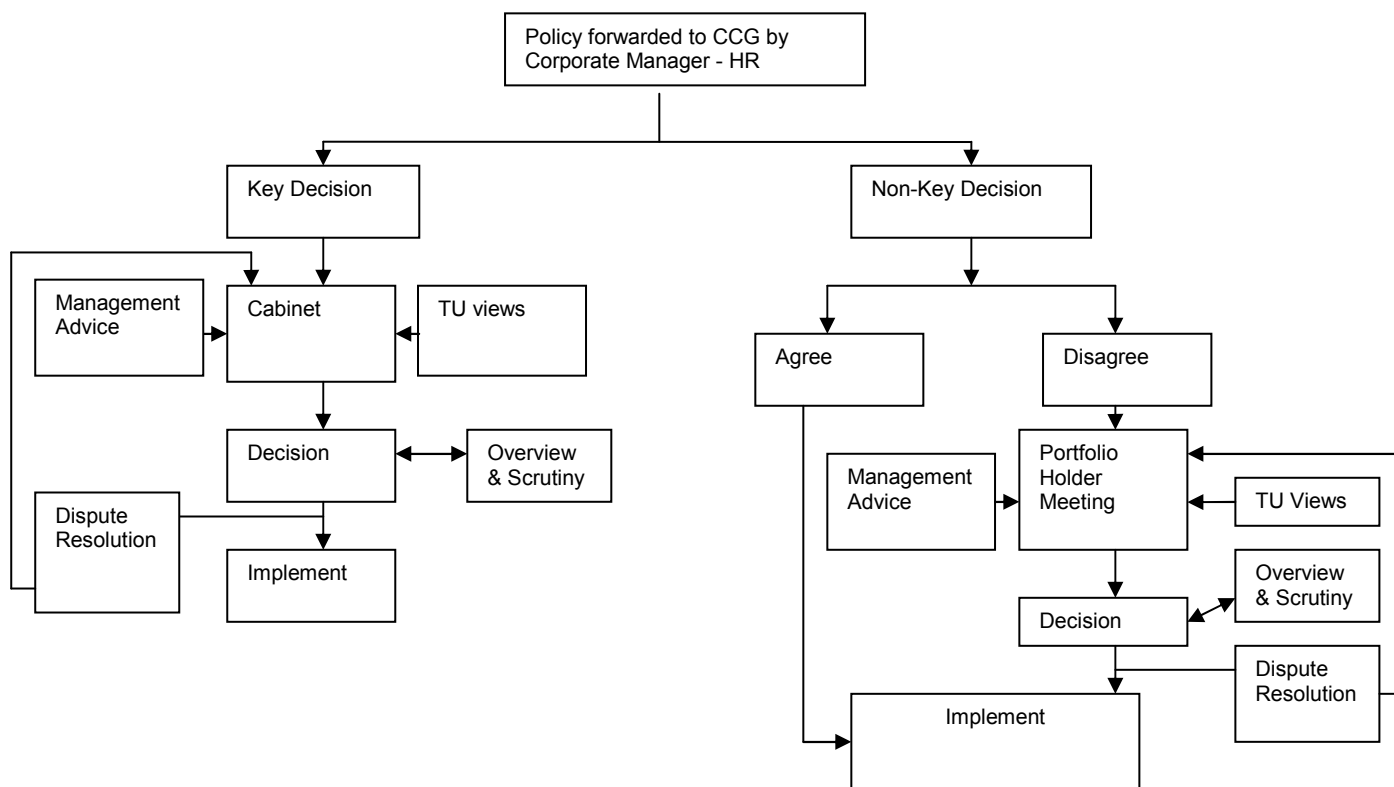 Policy forwarded to CCG by
Corporate Manager - HR
Key Decision
Non-Key Decision
Management
Advice
Cabinet
TU views
Agree
Disagree
Decision
Overview
& Scrutiny
Portfolio
Holder
Meeting
Management
Advice
TU Views
Dispute
Resolution
Implement
Overview
& Scrutiny
Decision
Dispute
Resolution
Implement